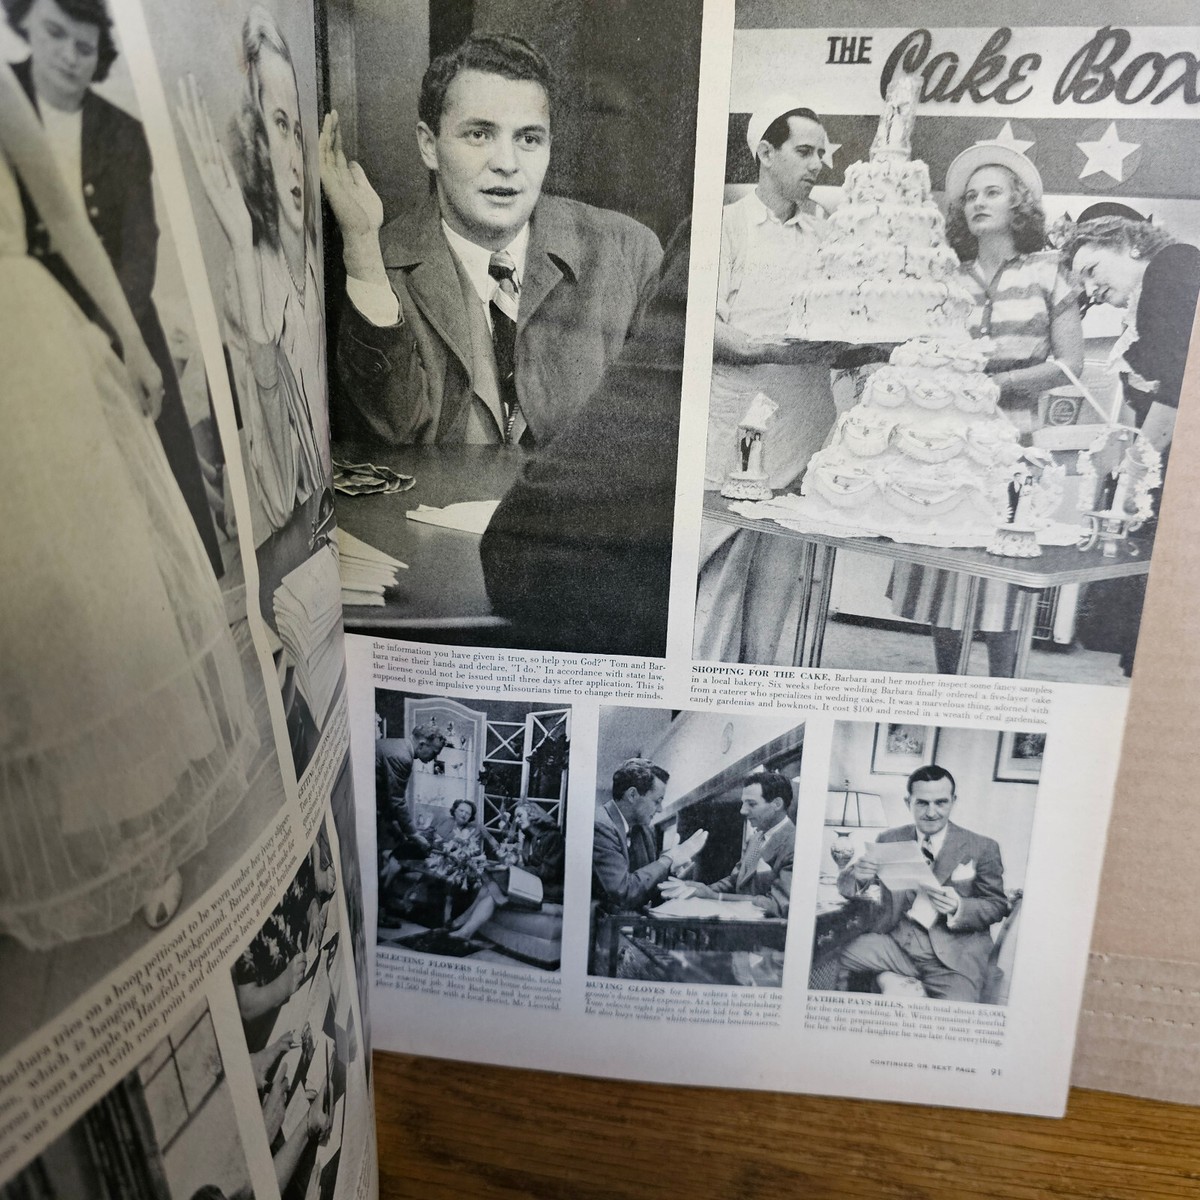 THE Cake Box
the information you have given is true, so help you God?" Tom and Bar-
bara raise their hands and declare, "I do." In accordance with state law,
the license could not be issued until three days after application. This is
supposed to give impulsive young Missourians time to change their minds.
SHOPPING FOR THE CAKE, Barbara and her mother inspect some fancy samples
in a local bakery. Six weeks before wedding Barbara finally ordered a five-layer cake
from a caterer who specializes in wedding cakes. It was a marvelous thing, adorned with
candy gardenias and bowknots. It cost $100 and rested in a wreath of real gardenias.
Barbara tries on a hoop petticoat to be worn under her ivory slipper-
which is hanging in the background. Barbara and her mother
from a sample in Harzfeld's department store and had it made for
was trimmed with rose point and duchesse lace, a family heirloom.
SELECTING FLOWERS for bridesmaids, bridal
bouquet, bridal dinner, church and home decorations
is an exacting job. Here Barbara and her mother
place $1,500 order with a local florist, Mr.
BUYING GLOVES for his ushers is one of the
groom's duties and expenses. At a local haberdashery
Tom selects eight pairs of white kid for $6 a pair.
He also buys ushers' white-carnation boutonnieres.
FATHER PAYS BILLS, which total about $5,000,
for the entire wedding. Mr. Winn remained cheerful
during the preparations but ran so many errands
for his wife and daughter he was late for everything.
CONTINUED ON NEXT PAGE 91